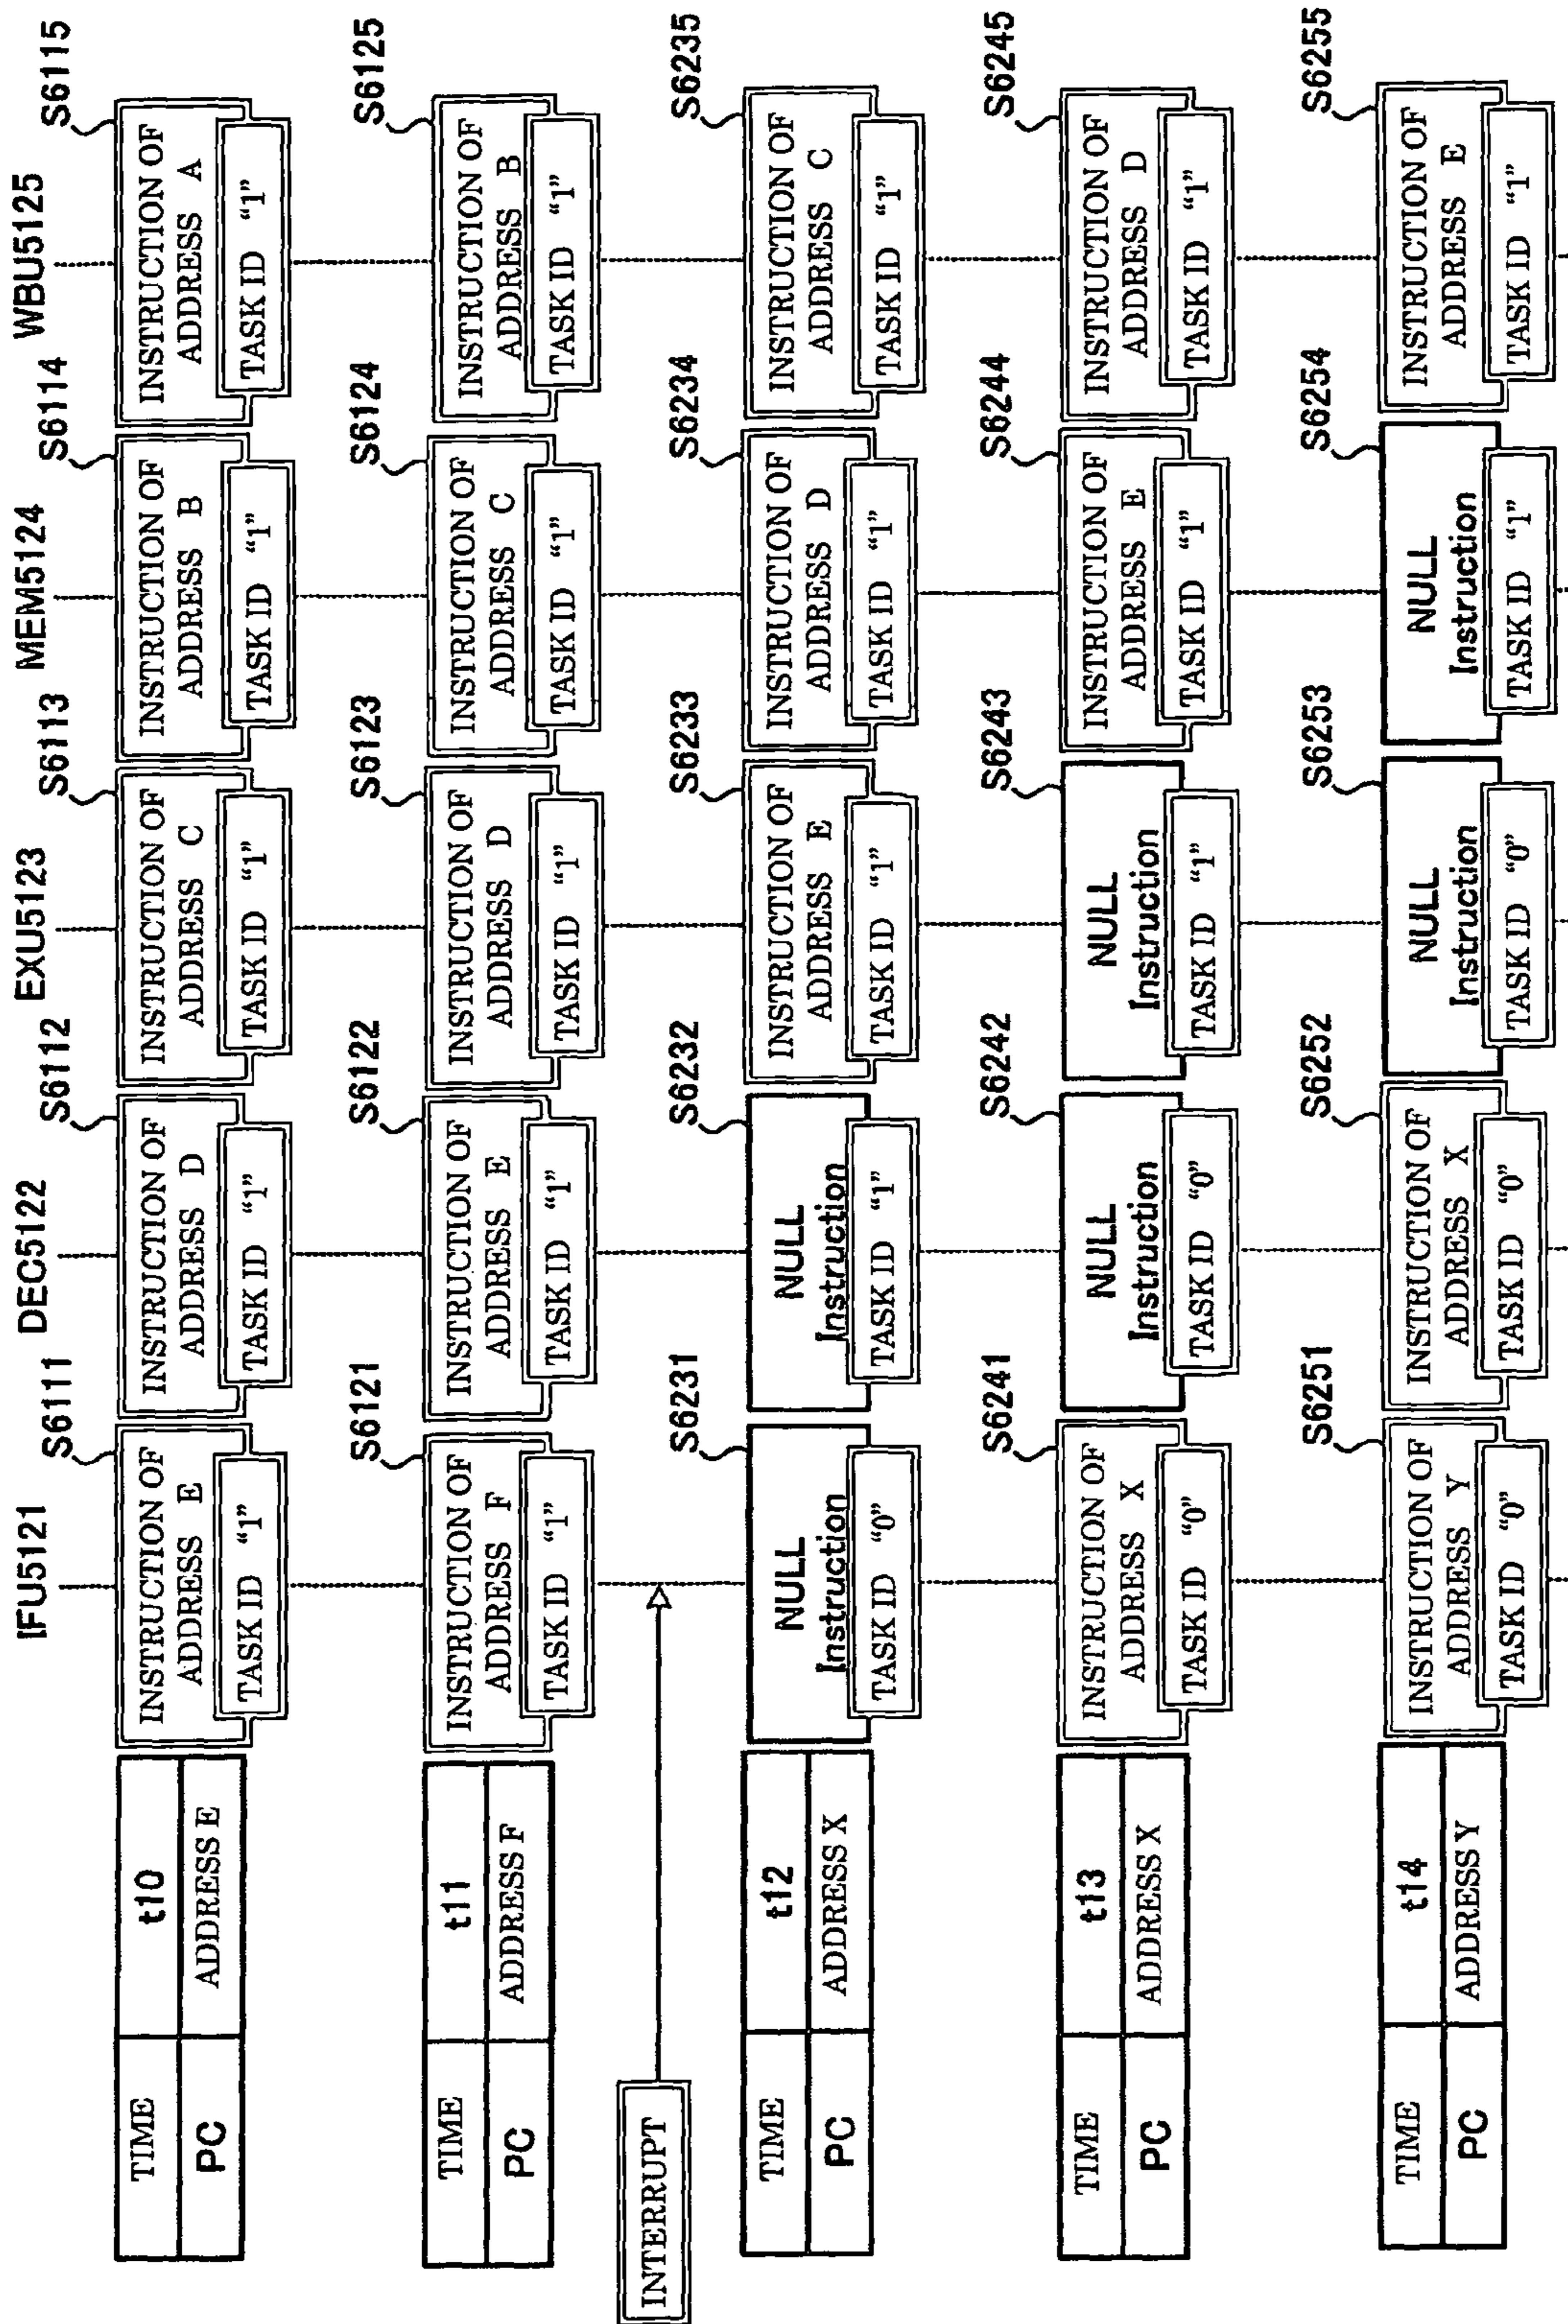 IFU5121 DEC5122 EXU5123 MEM5124 WBU5125
S6111 S6112 S6113 S6114 S6115
TIME t10
PC ADDRESS E
INSTRUCTION OF
ADDRESS E
TASK ID “1”
INSTRUCTION OF
ADDRESS D
TASK ID “1”
INSTRUCTION OF
ADDRESS C
TASK ID “1”
INSTRUCTION OF
ADDRESS B
TASK ID “1”
INSTRUCTION OF
ADDRESS A
TASK ID “1”
S6121 S6122 S6123 S6124 S6125
TIME t11
PC ADDRESS F
INSTRUCTION OF
ADDRESS F
TASK ID “1”
INSTRUCTION OF
ADDRESS E
TASK ID “1”
INSTRUCTION OF
ADDRESS D
TASK ID “1”
INSTRUCTION OF
ADDRESS C
TASK ID “1”
INSTRUCTION OF
ADDRESS B
TASK ID “1”
INTERRUPT
S6231 S6232 S6233 S6234 S6235
TIME t12
PC ADDRESS X
NULL
Instruction
TASK ID “0”
NULL
Instruction
TASK ID “1”
INSTRUCTION OF
ADDRESS E
TASK ID “1”
INSTRUCTION OF
ADDRESS D
TASK ID “1”
INSTRUCTION OF
ADDRESS C
TASK ID “1”
S6241 S6242 S6243 S6244 S6245
TIME t13
PC ADDRESS X
INSTRUCTION OF
ADDRESS X
TASK ID “0”
NULL
Instruction
TASK ID “0”
NULL
Instruction
TASK ID “1”
INSTRUCTION OF
ADDRESS E
TASK ID “1”
INSTRUCTION OF
ADDRESS D
TASK ID “1”
S6251 S6252 S6253 S6254 S6255
TIME t14
PC ADDRESS Y
INSTRUCTION OF
ADDRESS Y
TASK ID “0”
INSTRUCTION OF
ADDRESS X
TASK ID “0”
NULL
Instruction
TASK ID “0”
NULL
Instruction
TASK ID “1”
INSTRUCTION OF
ADDRESS E
TASK ID “1”